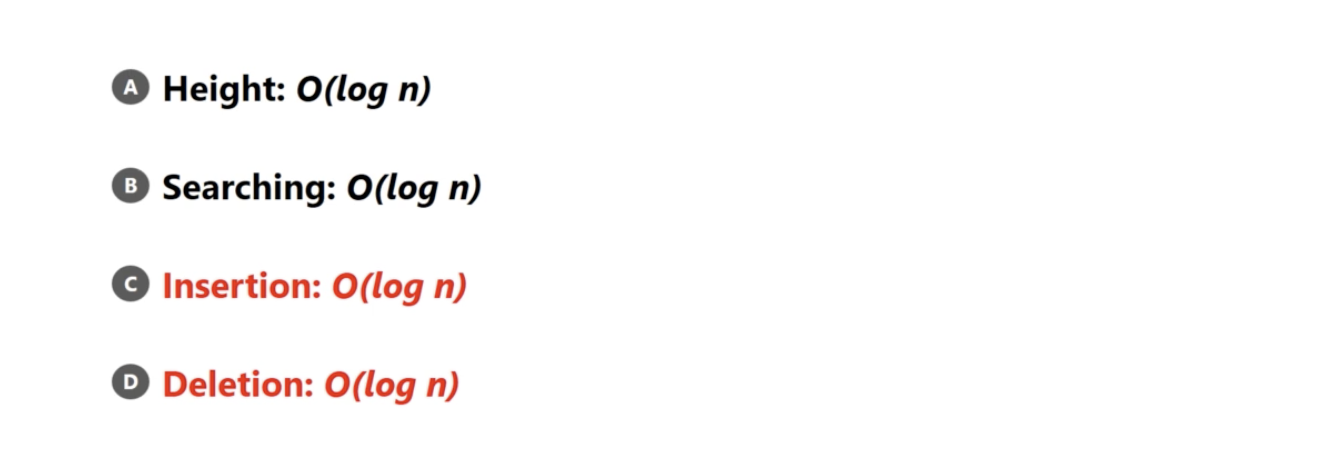 A Height: O(log n)
B Searching: O(log n)
C Insertion: O(log n)
D Deletion: O(log n)